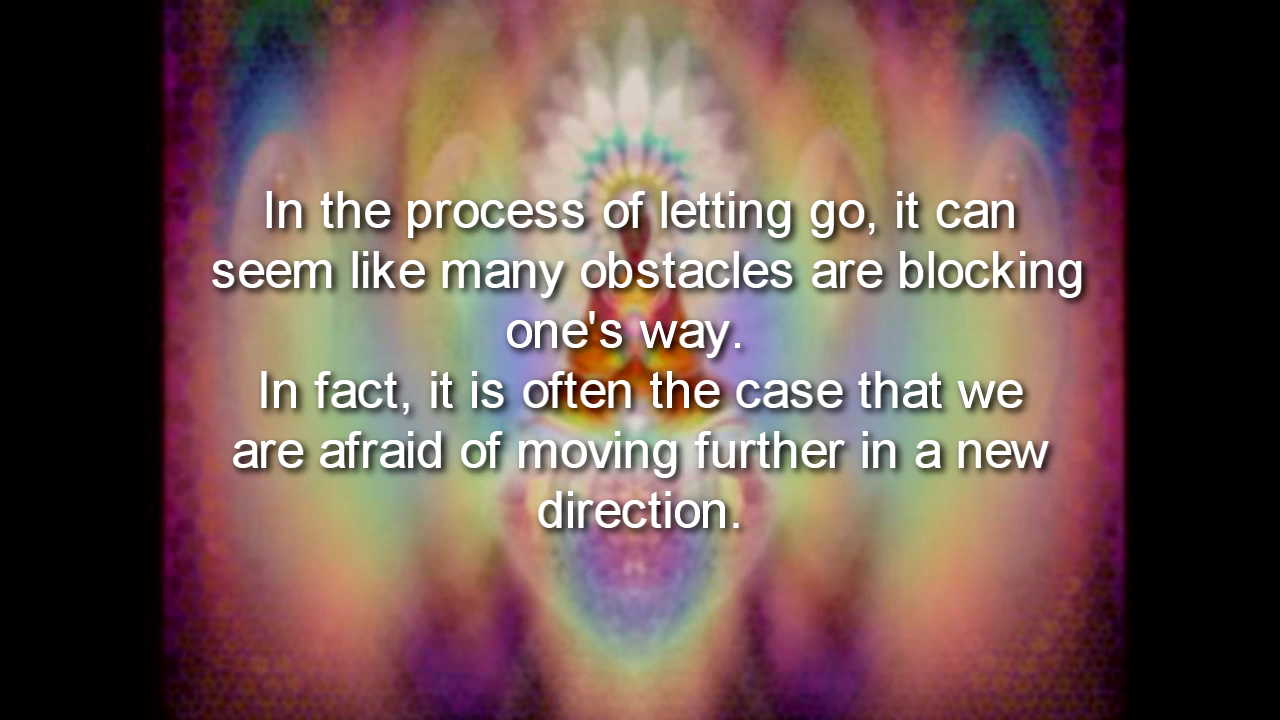 In the process of letting go, it can
seem like many obstacles are blocking
one's way.
In fact, it is often the case that we
are afraid of moving further in a new
direction.